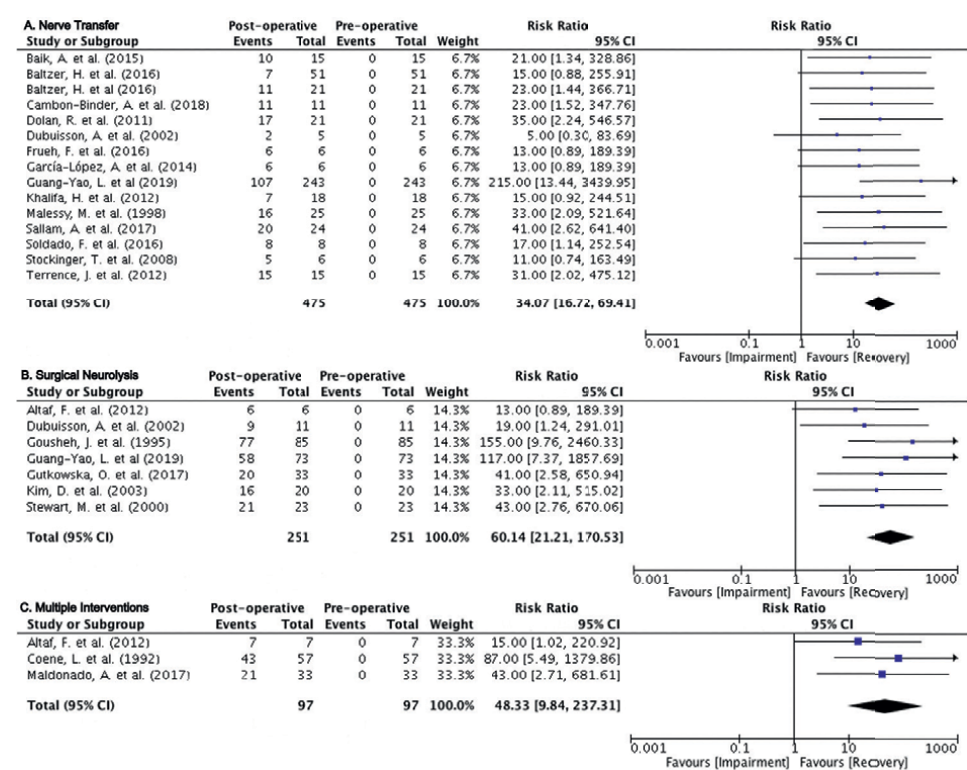 A. Nerve Transfer Post-operative Pre-operative Risk Ratio Risk Ratio
Study or Subgroup Events Total Events Total Weight 95% CI 95% CI
Baik, A. et al. (2015) 10 15 0 15 6.7% 21.00 [1.34, 328.86]
Baltzer, H. et al. (2016) 7 51 0 51 6.7% 15.00 [0.88, 255.91]
Baltzer, H. et al (2016) 11 21 0 21 6.7% 23.00 [1.44, 366.71]
Cambon-Binder, A. et al. (2018) 11 11 0 11 6.7% 23.00 [1.52, 347.76]
Dolan, R. et al. (2011) 17 21 0 21 6.7% 35.00 [2.24, 546.57]
Dubuisson, A. et al. (2002) 2 5 0 5 6.7% 5.00 [0.30, 83.69]
Frueh, F. et al. (2016) 6 6 0 6 6.7% 13.00 [0.89, 189.39]
García-López, A. et al. (2014) 6 6 0 6 6.7% 13.00 [0.89, 189.39]
Guang-Yao, L. et al (2019) 107 243 0 243 6.7% 215.00 [13.44, 3439.95]
Khalifa, H. et al. (2012) 7 18 0 18 6.7% 15.00 [0.92, 244.51]
Malessy, M. et al. (1998) 16 25 0 25 6.7% 33.00 [2.09, 521.64]
Sallam, A. et al. (2017) 20 24 0 24 6.7% 41.00 [2.62, 641.40]
Soldado, F. et al. (2016) 8 8 0 8 6.7% 17.00 [1.14, 252.54]
Stockinger, T. et al. (2008) 5 6 0 6 6.7% 11.00 [0.74, 163.49]
Terrence, J. et al. (2012) 15 15 0 15 6.7% 31.00 [2.02, 475.12]
Total (95% CI) 475 475 100.0% 34.07 [16.72, 69.41]
0.001 0.1 1 10 1000
Favours [Impairment] Favours [Recovery]
B. Surgical Neurolysis Post-operative Pre-operative Risk Ratio Risk Ratio
Study or Subgroup Events Total Events Total Weight 95% CI 95% CI
Altaf, F. et al. (2012) 6 6 0 6 14.3% 13.00 [0.89, 189.39]
Dubuisson, A. et al. (2002) 9 11 0 11 14.3% 19.00 [1.24, 291.01]
Gousheh, J. et al. (1995) 77 85 0 85 14.3% 155.00 [9.76, 2460.33]
Guang-Yao, L. et al (2019) 58 73 0 73 14.3% 117.00 [7.37, 1857.69]
Gutkowska, O. et al. (2017) 20 33 0 33 14.3% 41.00 [2.58, 650.94]
Kim, D. et al. (2003) 16 20 0 20 14.3% 33.00 [2.11, 515.02]
Stewart, M. et al. (2000) 21 23 0 23 14.3% 43.00 [2.76, 670.06]
Total (95% CI) 251 251 100.0% 60.14 [21.21, 170.53]
0.001 0.1 1 10 1000
Favours [Impairment] Favours [Recovery]
C. Multiple Interventions Post-operative Pre-operative Risk Ratio Risk Ratio
Study or Subgroup Events Total Events Total Weight 95% CI 95% CI
Altaf, F. et al. (2012) 7 7 0 7 33.3% 15.00 [1.02, 220.92]
Coene, L. et al. (1992) 43 57 0 57 33.3% 87.00 [5.49, 1379.86]
Maldonado, A. et al. (2017) 21 33 0 33 33.3% 43.00 [2.71, 681.61]
Total (95% CI) 97 97 100.0% 48.33 [9.84, 237.31]
0.001 0.1 1 10 1000
Favours [Impairment] Favours [Recovery]